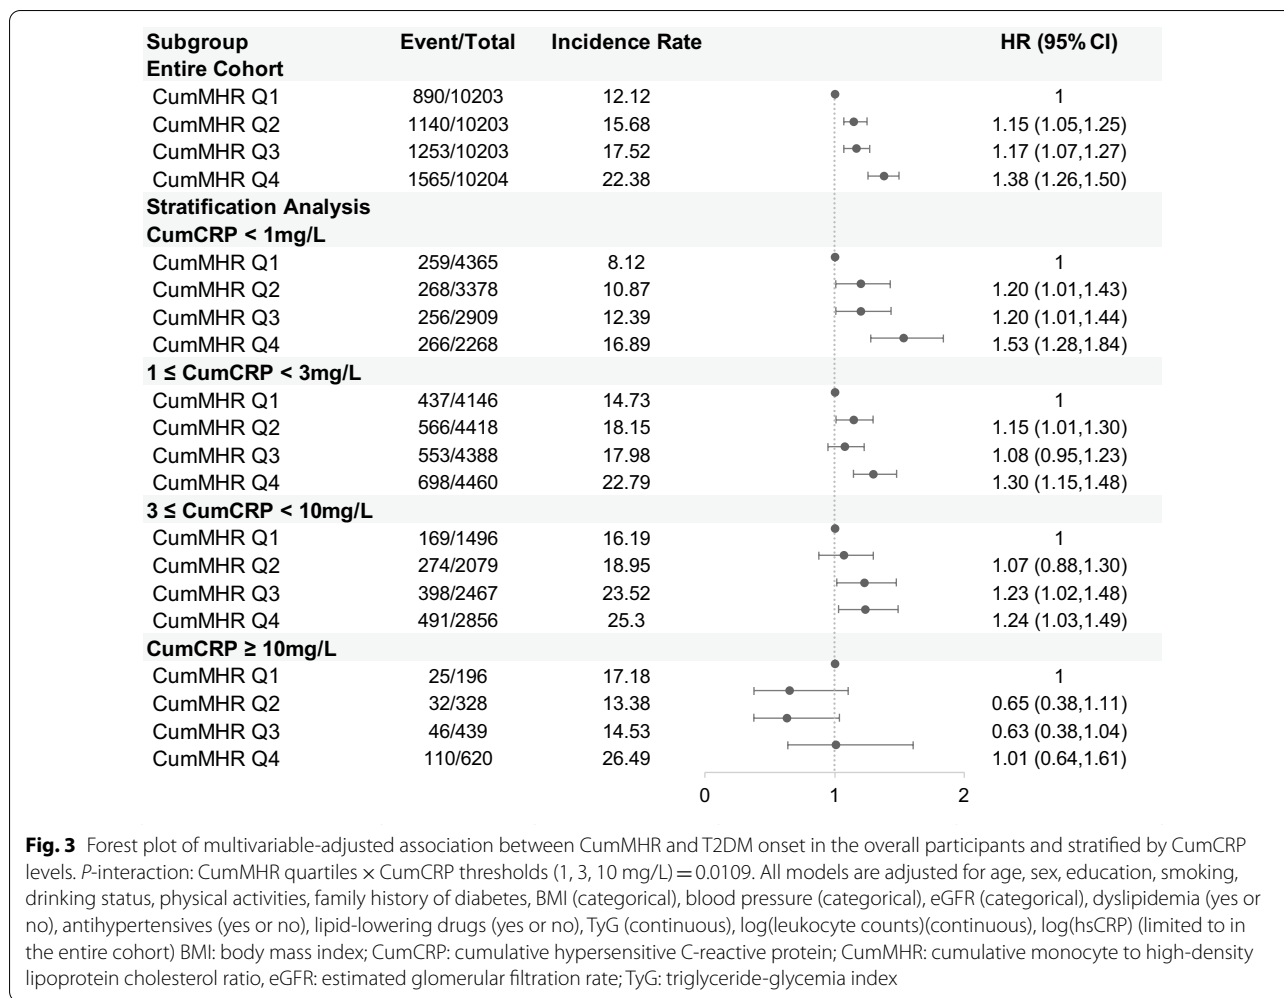 Subgroup Event/Total Incidence Rate HR (95% CI)
Entire Cohort
CumMHR Q1 890/10203 12.12 1
CumMHR Q2 1140/10203 15.68 1.15 (1.05,1.25)
CumMHR Q3 1253/10203 17.52 1.17 (1.07,1.27)
CumMHR Q4 1565/10204 22.38 1.38 (1.26,1.50)
Stratification Analysis
CumCRP < 1mg/L
CumMHR Q1 259/4365 8.12 1
CumMHR Q2 268/3378 10.87 1.20 (1.01,1.43)
CumMHR Q3 256/2909 12.39 1.20 (1.01,1.44)
CumMHR Q4 266/2268 16.89 1.53 (1.28,1.84)
1 ≤ CumCRP < 3mg/L
CumMHR Q1 437/4146 14.73 1
CumMHR Q2 566/4418 18.15 1.15 (1.01,1.30)
CumMHR Q3 553/4388 17.98 1.08 (0.95,1.23)
CumMHR Q4 698/4460 22.79 1.30 (1.15,1.48)
3 ≤ CumCRP < 10mg/L
CumMHR Q1 169/1496 16.19 1
CumMHR Q2 274/2079 18.95 1.07 (0.88,1.30)
CumMHR Q3 398/2467 23.52 1.23 (1.02,1.48)
CumMHR Q4 491/2856 25.3 1.24 (1.03,1.49)
CumCRP ≥ 10mg/L
CumMHR Q1 25/196 17.18 1
CumMHR Q2 32/328 13.38 0.65 (0.38,1.11)
CumMHR Q3 46/439 14.53 0.63 (0.38,1.04)
CumMHR Q4 110/620 26.49 1.01 (0.64,1.61)
0 1 2
Fig. 3 Forest plot of multivariable-adjusted association between CumMHR and T2DM onset in the overall participants and stratified by CumCRP
levels. P-interaction: CumMHR quartiles × CumCRP thresholds (1, 3, 10 mg/L) = 0.0109. All models are adjusted for age, sex, education, smoking,
drinking status, physical activities, family history of diabetes, BMI (categorical), blood pressure (categorical), eGFR (categorical), dyslipidemia (yes or
no), antihypertensives (yes or no), lipid-lowering drugs (yes or no), TyG (continuous), log(leukocyte counts)(continuous), log(hsCRP) (limited to in
the entire cohort) BMI: body mass index; CumCRP: cumulative hypersensitive C-reactive protein; CumMHR: cumulative monocyte to high-density
lipoprotein cholesterol ratio, eGFR: estimated glomerular filtration rate; TyG: triglyceride-glycemia index